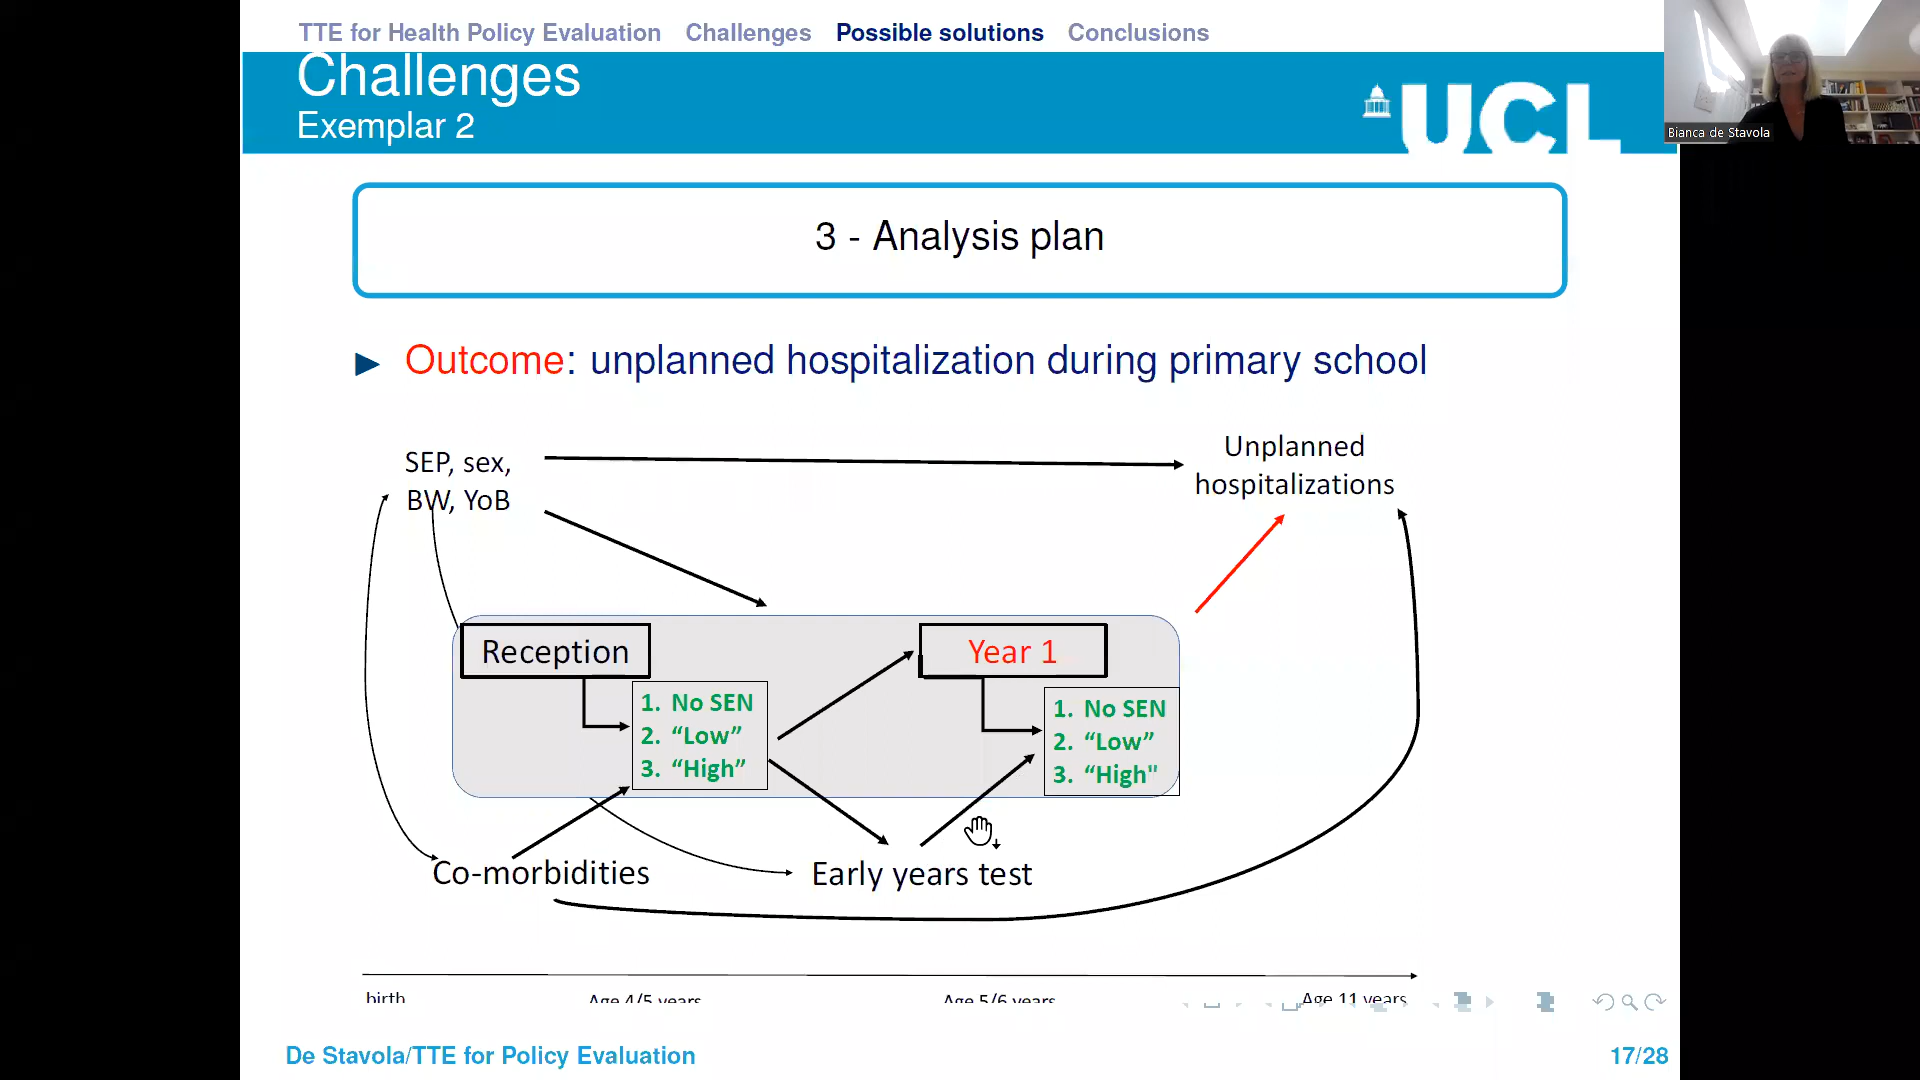 TTE for Health Policy Evaluation Challenges Possible solutions Conclusions
Challenges
Exemplar 2
UCL
Bianca de Stavola
3 - Analysis plan
Outcome: unplanned hospitalization during primary school
SEP, sex,
BW, YoB
Unplanned
hospitalizations
Reception
Year 1
1. No SEN
2. “Low”
3. “High”
1. No SEN
2. “Low”
3. “High"
Co-morbidities
Early years test
birth
Age 4/5 years
Age 5/6 years
Age 11 years
De Stavola/TTE for Policy Evaluation
17/28